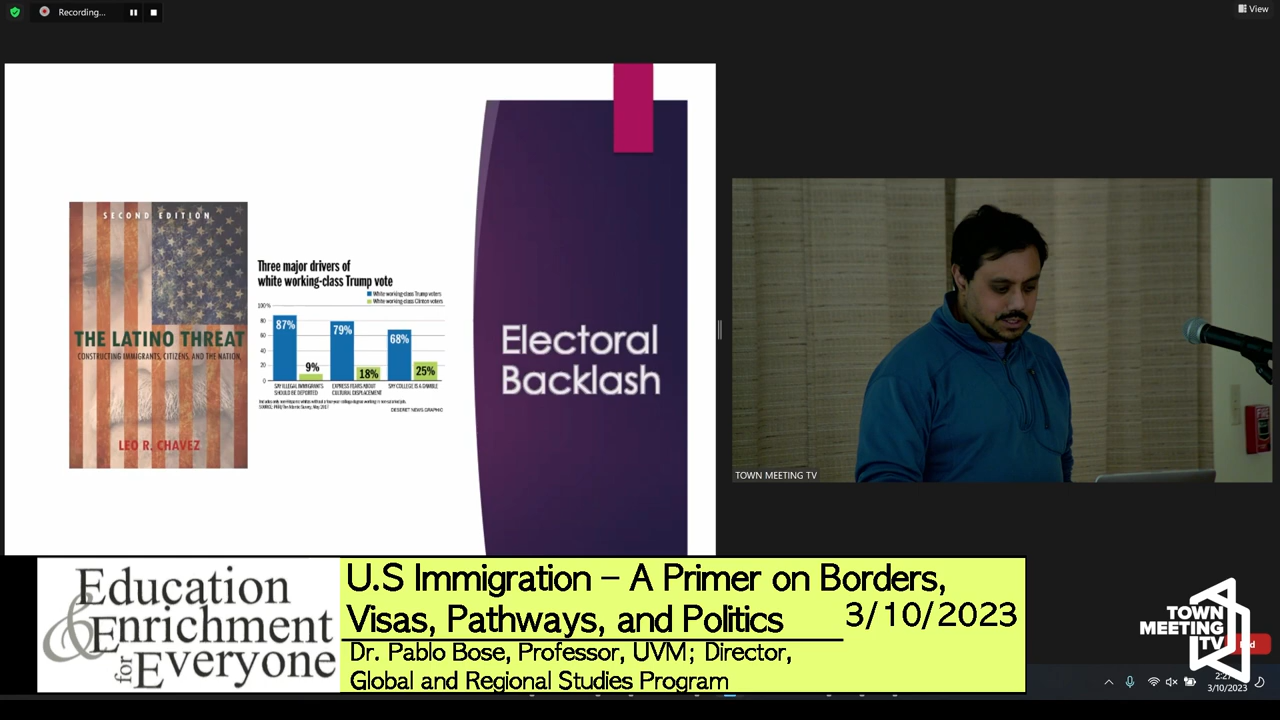 Recording...
View
SECOND EDITION
THE LATINO THREAT
CONSTRUCTING IMMIGRANTS, CITIZENS, AND THE NATION
LEO R. CHAVEZ
Three major drivers of
white working-class Trump vote
White working-class Trump voters
White working-class Clinton voters
100%
80
60
40
20
0
87%
9%
79%
18%
68%
25%
SAY ILLEGAL IMMIGRANTS
SHOULD BE DEPORTED
EXPRESS FEARS ABOUT
CULTURAL DISPLACEMENT
SAY COLLEGE IS A GAMBLE
DESERET NEWS GRAPHIC
Electoral
Backlash
TOWN MEETING TV
Education
& Enrichment
for Everyone
U.S Immigration – A Primer on Borders,
Visas, Pathways, and Politics
3/10/2023
Dr. Pablo Bose, Professor, UVM; Director,
Global and Regional Studies Program
TOWN
MEETING
TV
3/10/2023